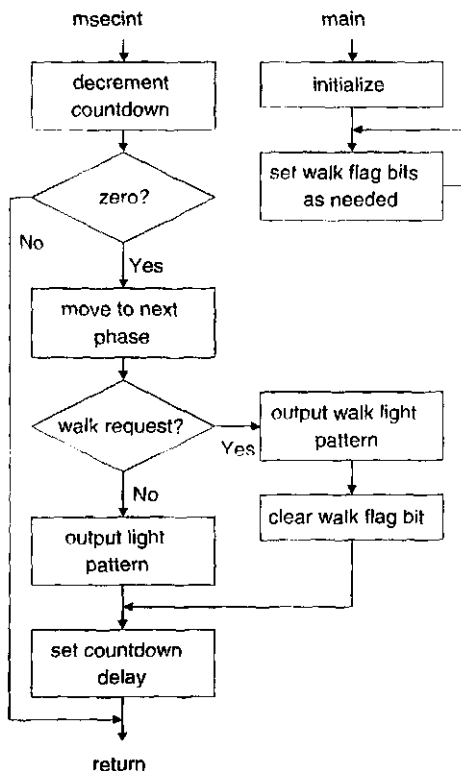 msecint
decrement
countdown
zero?
No
Yes
move to next
phase
walk request?
Yes
No
output light
pattern
output walk light
pattern
clear walk flag bit
set countdown
delay
return
main
initialize
set walk flag bits
as needed